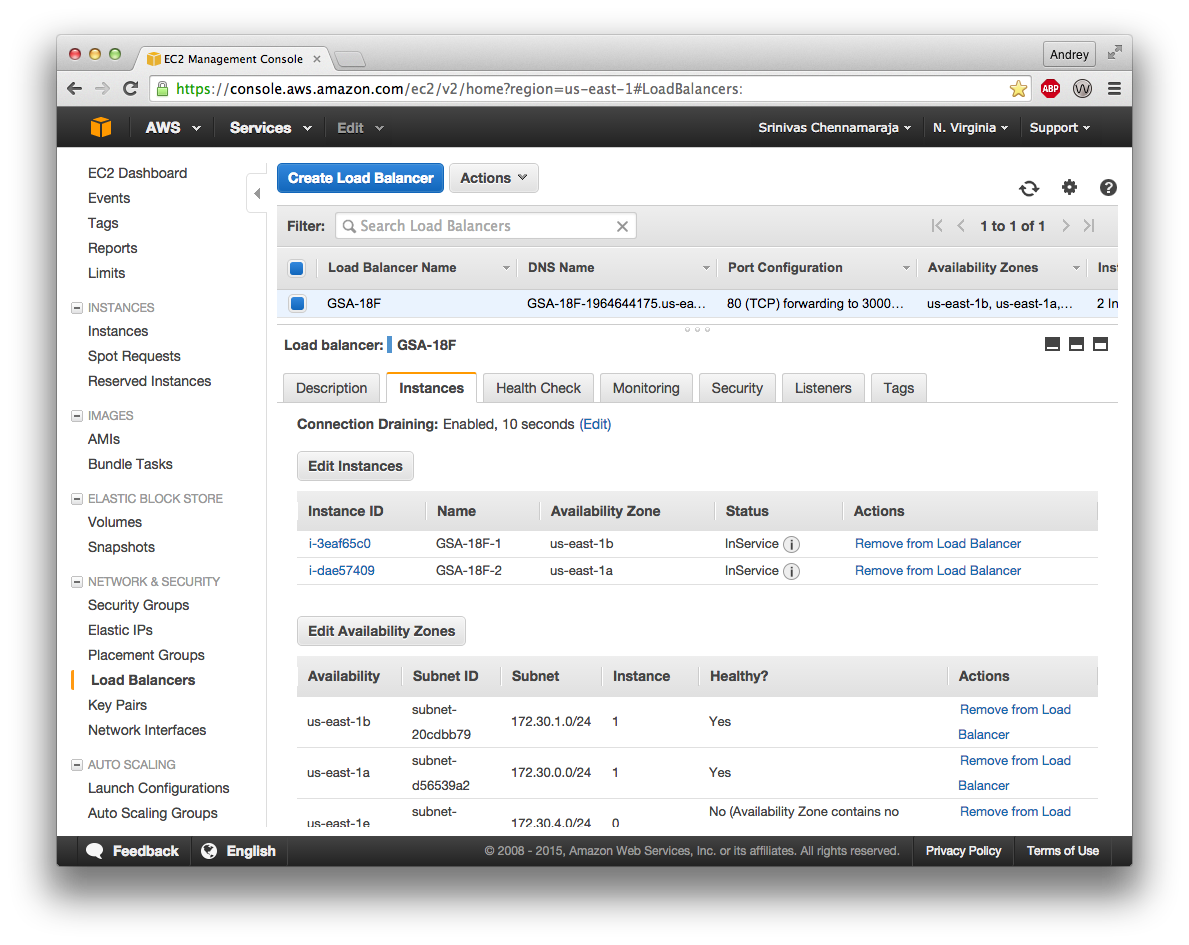 EC2 Management Console
Andrey
https://console.aws.amazon.com/ec2/v2/home?region=us-east-1#LoadBalancers:
ABP
W
AWS Services Edit Srinivas Chennamaraja N. Virginia Support
EC2 Dashboard
Events
Tags
Reports
Limits
INSTANCES
Instances
Spot Requests
Reserved Instances
IMAGES
AMIs
Bundle Tasks
ELASTIC BLOCK STORE
Volumes
Snapshots
NETWORK & SECURITY
Security Groups
Elastic IPs
Placement Groups
Load Balancers
Key Pairs
Network Interfaces
AUTO SCALING
Launch Configurations
Auto Scaling Groups
Create Load Balancer Actions
Filter: Search Load Balancers 1 to 1 of 1
Load Balancer Name DNS Name Port Configuration Availability Zones Ins
GSA-18F GSA-18F-1964644175.us-ea... 80 (TCP) forwarding to 3000... us-east-1b, us-east-1a,... 2 In
Load balancer: GSA-18F
Description Instances Health Check Monitoring Security Listeners Tags
Connection Draining: Enabled, 10 seconds (Edit)
Edit Instances
Instance ID Name Availability Zone Status Actions
i-3eaf65c0 GSA-18F-1 us-east-1b InService Remove from Load Balancer
i-dae57409 GSA-18F-2 us-east-1a InService Remove from Load Balancer
Edit Availability Zones
Availability Subnet ID Subnet Instance Healthy? Actions
us-east-1b subnet-20cdbb79 172.30.1.0/24 1 Yes Remove from Load Balancer
us-east-1a subnet-d56539a2 172.30.0.0/24 1 Yes Remove from Load Balancer
us-east-1e subnet- 172.30.4.0/24 0 No (Availability Zone contains no Remove from Load
Feedback English © 2008 - 2015, Amazon Web Services, Inc. or its affiliates. All rights reserved. Privacy Policy Terms of Use